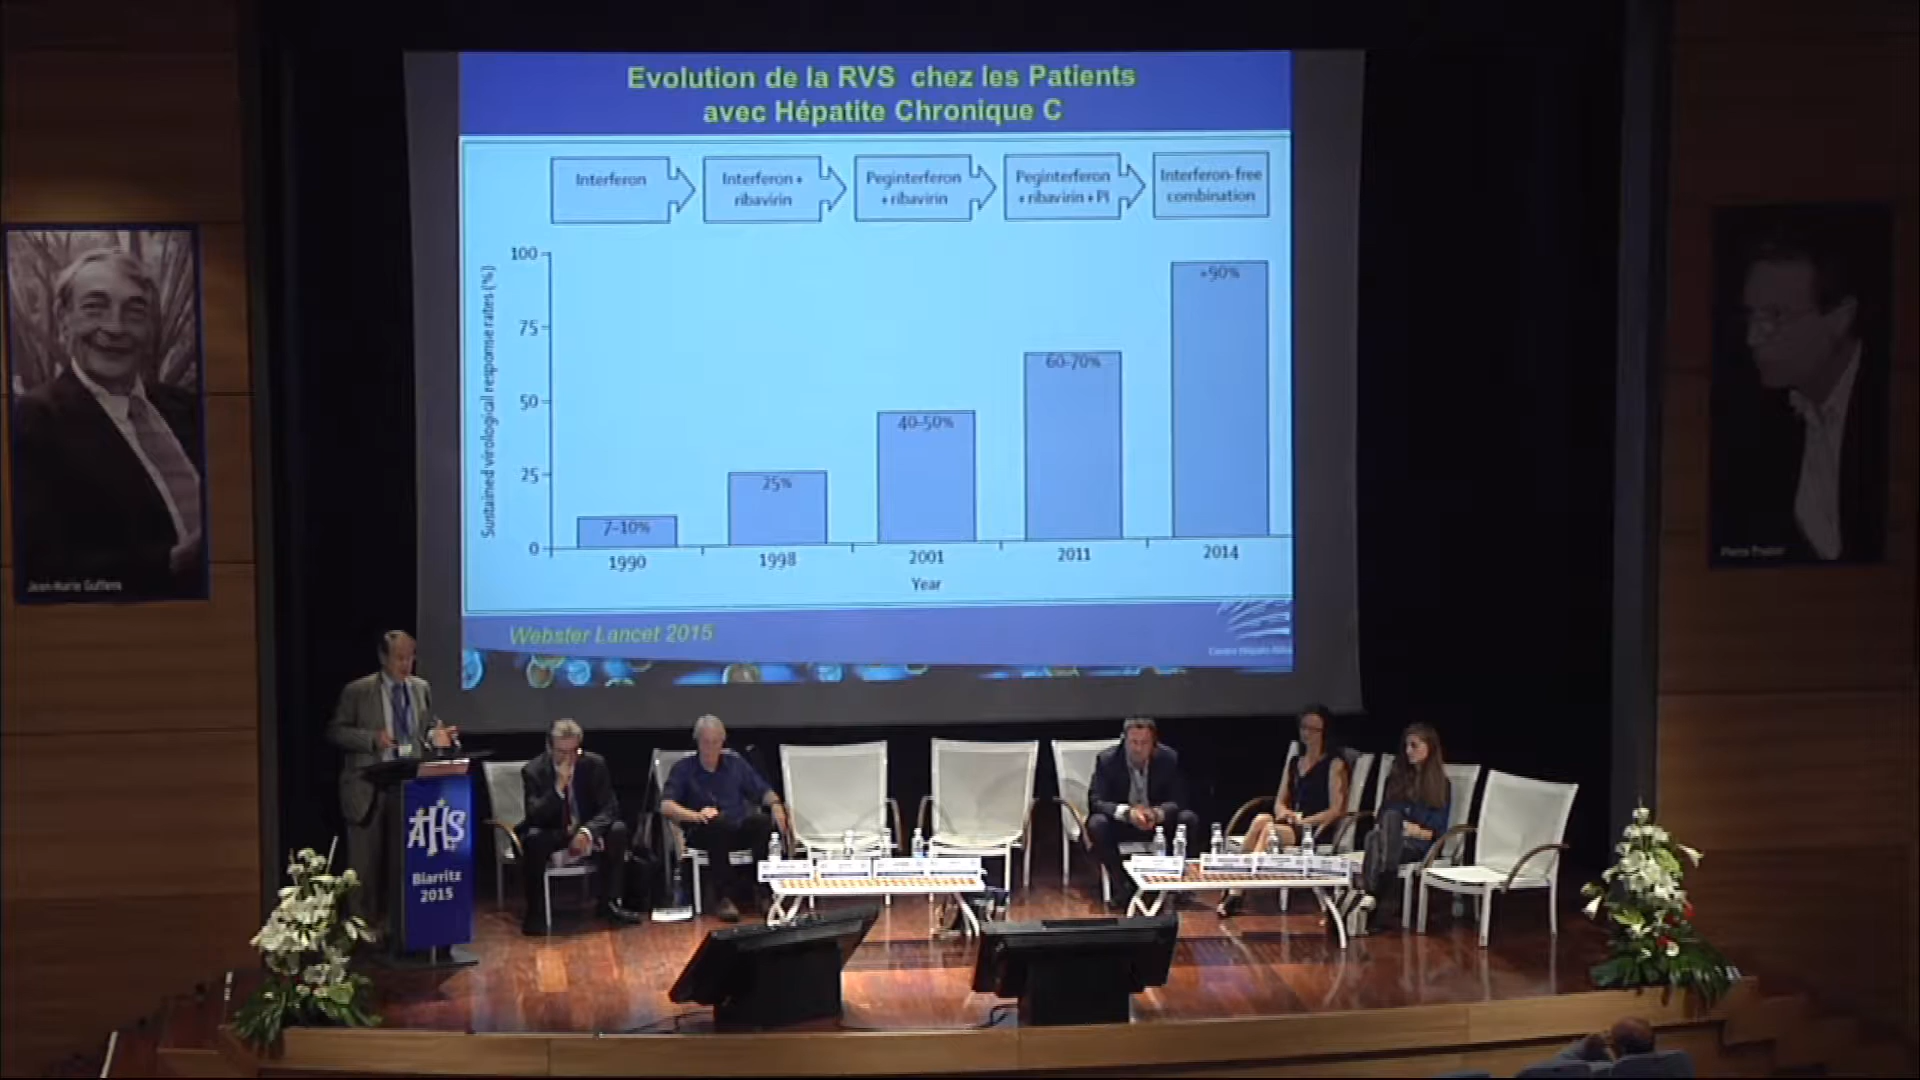 Evolution de la RVS chez les Patients
avec Hépatite Chronique C
Interferon
Interferon +
ribavirin
Peginterferon
+ ribavirin
Peginterferon
+ ribavirin + PI
Interferon-free
combination
Sustained virological response rates (%)
100
75
50
25
0
7-10%
25%
40-50%
60-70%
+90%
1990
1998
2001
2011
2014
Year
Webster Lancet 2015
AHS
Biarritz
2015